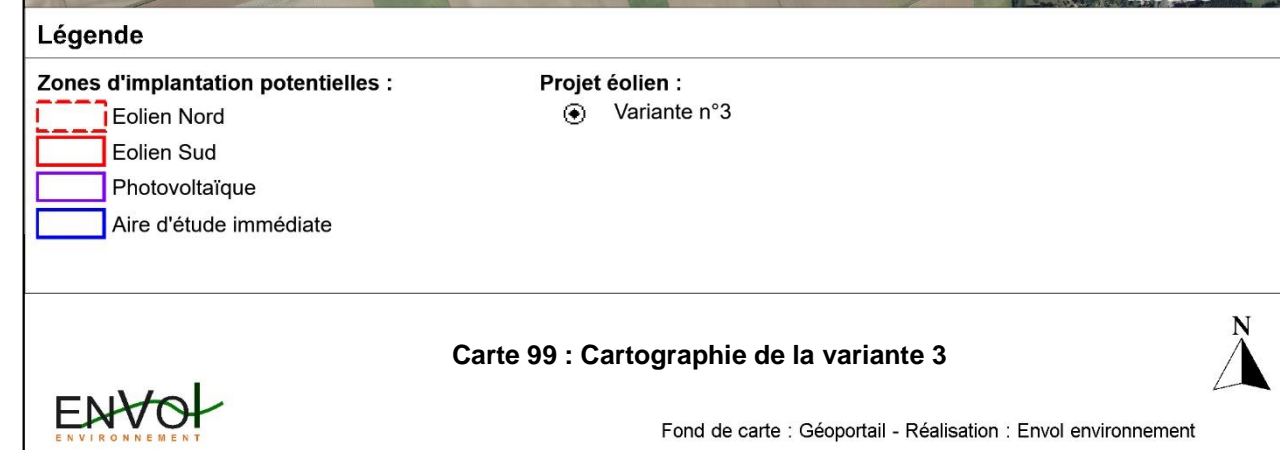 Légende
Zones d'implantation potentielles :
Eolien Nord
Eolien Sud
Photovoltaïque
Aire d'étude immédiate
Projet éolien :
Variante n°3
N
Carte 99 : Cartographie de la variante 3
ENVOL
ENVIRONNEMENT
Fond de carte : Géoportail - Réalisation : Envol environnement